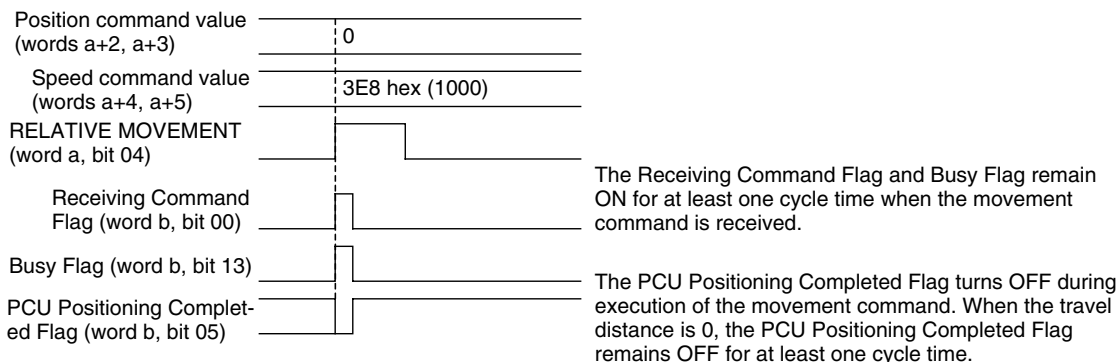 Position command value
(words a+2, a+3)
0
Speed command value
(words a+4, a+5)
3E8 hex (1000)
RELATIVE MOVEMENT
(word a, bit 04)
Receiving Command
Flag (word b, bit 00)
The Receiving Command Flag and Busy Flag remain
ON for at least one cycle time when the movement
command is received.
Busy Flag (word b, bit 13)
PCU Positioning Complet-
ed Flag (word b, bit 05)
The PCU Positioning Completed Flag turns OFF during
execution of the movement command. When the travel
distance is 0, the PCU Positioning Completed Flag
remains OFF for at least one cycle time.